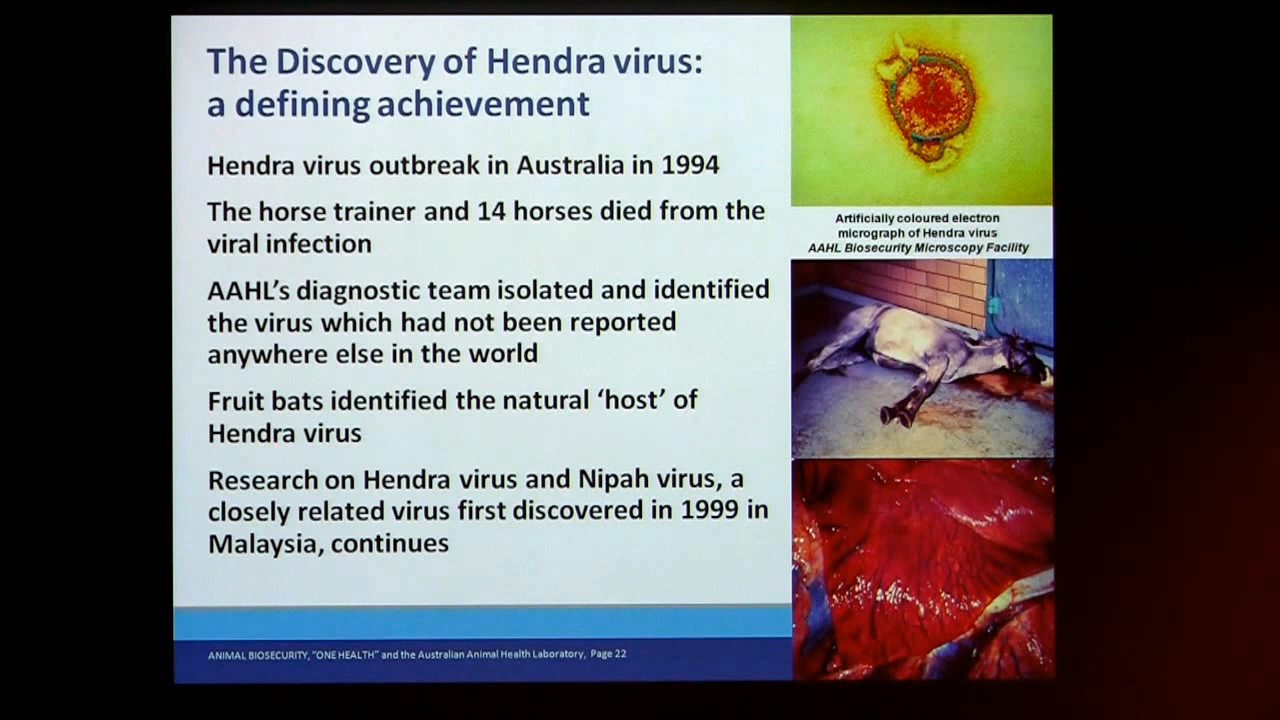 The Discovery of Hendra virus:
a defining achievement
Hendra virus outbreak in Australia in 1994
The horse trainer and 14 horses died from the
viral infection
AAHL's diagnostic team isolated and identified
the virus which had not been reported
anywhere else in the world
Fruit bats identified the natural ‘host’ of
Hendra virus
Research on Hendra virus and Nipah virus, a
closely related virus first discovered in 1999 in
Malaysia, continues
Artificially coloured electron
micrograph of Hendra virus
AAHL Biosecurity Microscopy Facility
ANIMAL BIOSECURITY, "ONE HEALTH" and the Australian Animal Health Laboratory, Page 22